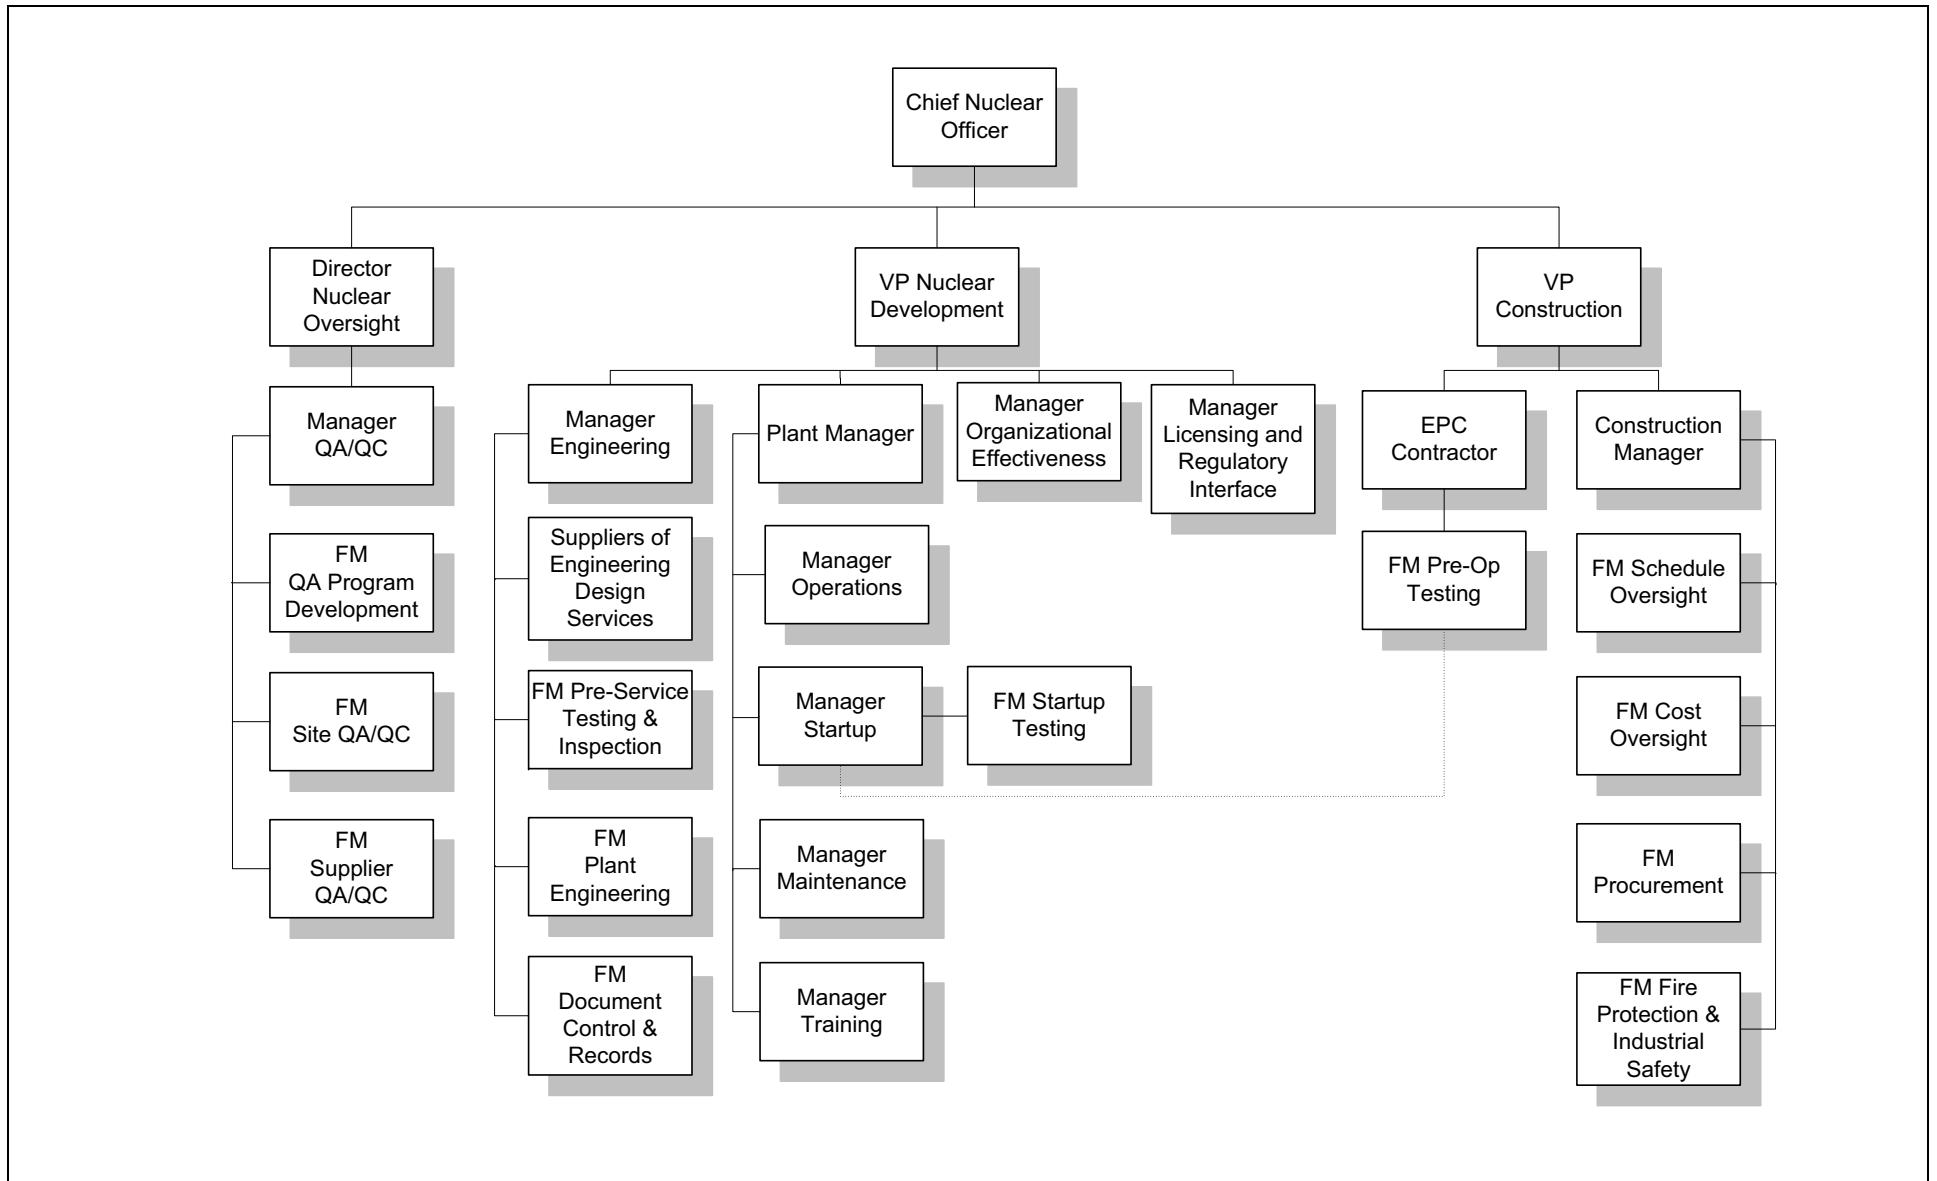 Chief Nuclear
Officer
Director
Nuclear
Oversight
VP Nuclear
Development
VP
Construction
Manager
QA/QC
Manager
Engineering
Plant Manager
Manager
Organizational
Effectiveness
Manager
Licensing and
Regulatory
Interface
EPC
Contractor
Construction
Manager
FM
QA Program
Development
Suppliers of
Engineering
Design
Services
Manager
Operations
FM Pre-Op
Testing
FM Schedule
Oversight
FM
Site QA/QC
FM Pre-Service
Testing &
Inspection
Manager
Startup
FM Startup
Testing
FM Cost
Oversight
FM
Supplier
QA/QC
FM
Plant
Engineering
Manager
Maintenance
FM
Procurement
FM
Document
Control &
Records
Manager
Training
FM Fire
Protection &
Industrial
Safety